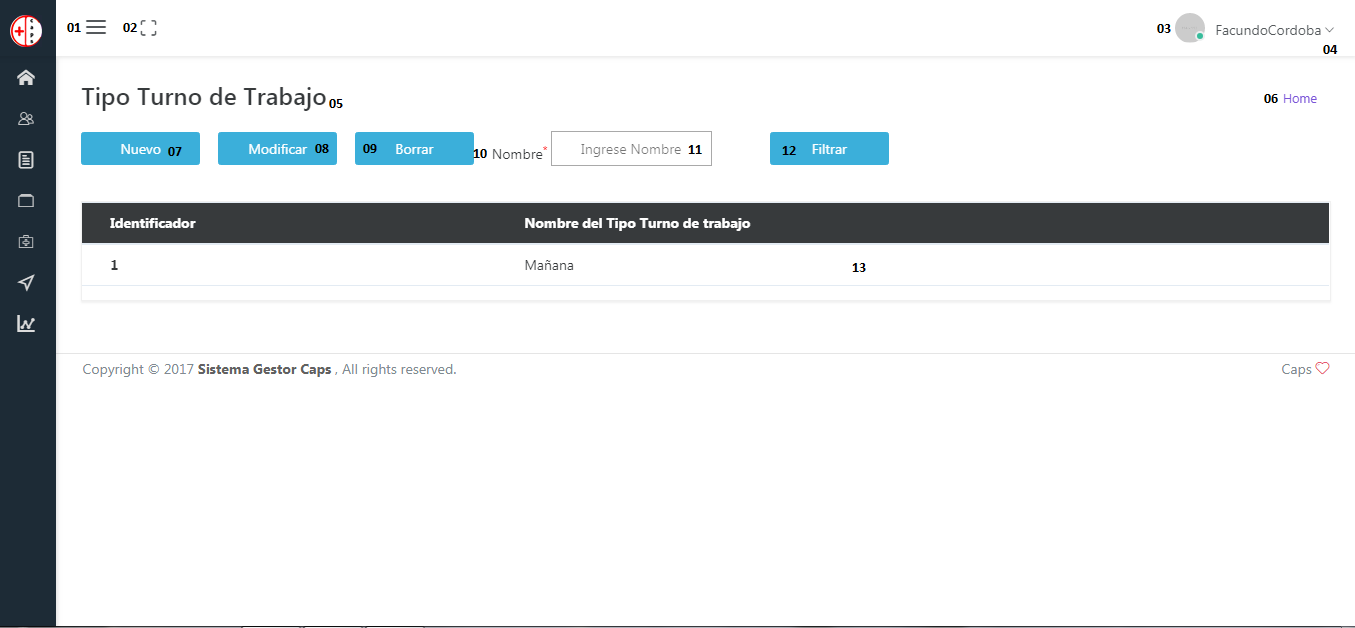 01 02 03 FacundoCordoba
04
Tipo Turno de Trabajo 05 06 Home
Nuevo 07 Modificar 08 09 Borrar 10 Nombre* Ingrese Nombre 11 12 Filtrar
Identificador Nombre del Tipo Turno de trabajo
1 Mañana 13
Copyright © 2017 Sistema Gestor Caps , All rights reserved. Caps